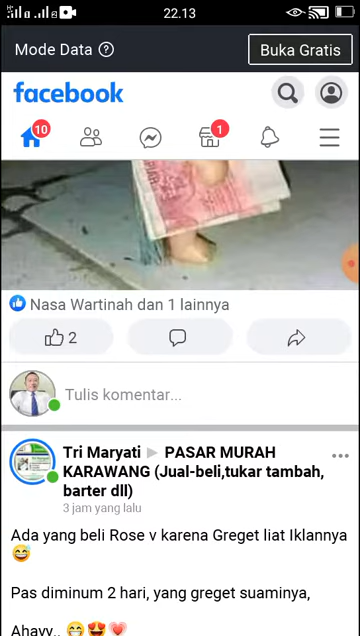 22.13
Mode Data
Buka Gratis
facebook
10
1
Nasa Wartinah dan 1 lainnya
2
Tulis komentar...
Tri Maryati ▶ PASAR MURAH
KARAWANG (Jual-beli,tukar tambah,
barter dll)
3 jam yang lalu
Ada yang beli Rose v karena Greget liat Iklannya
😅
Pas diminum 2 hari, yang greget suaminya,
Ahayy.. 😁😍💗